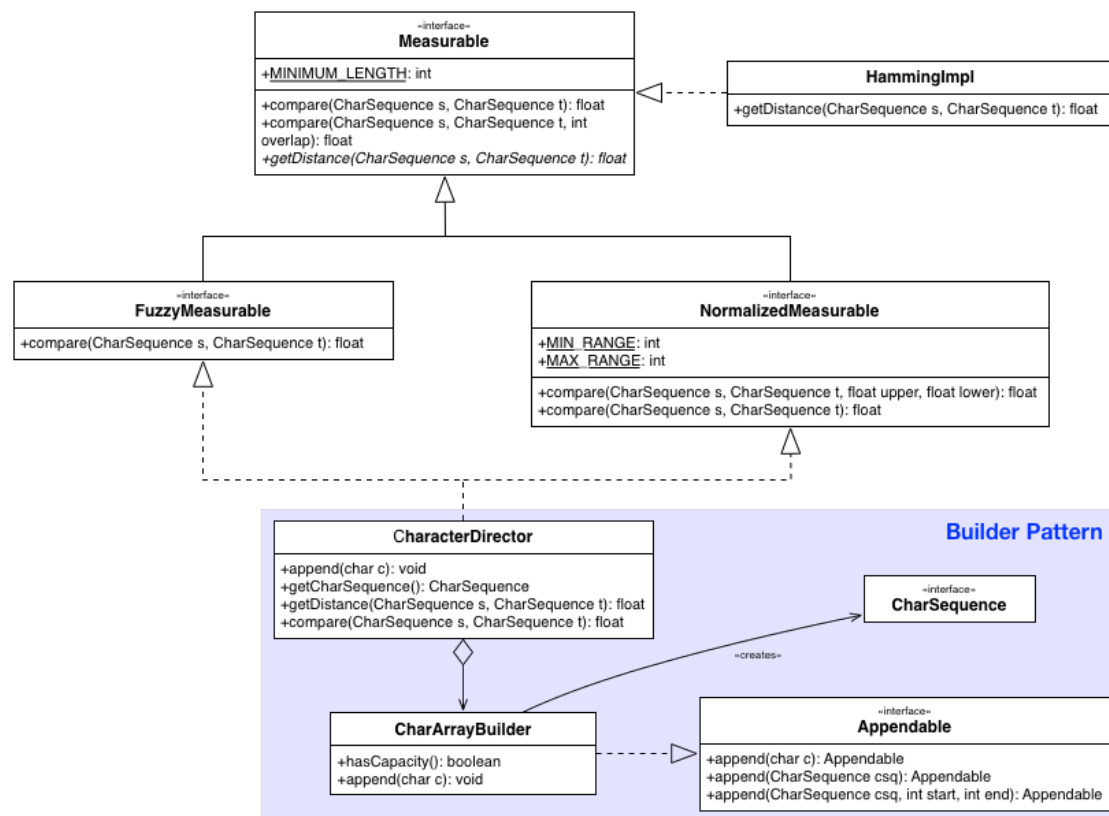 «interface»
Measurable
+MINIMUM_LENGTH: int
+compare(CharSequence s, CharSequence t): float
+compare(CharSequence s, CharSequence t, int
overlap): float
+getDistance(CharSequence s, CharSequence t): float
HammingImpl
+getDistance(CharSequence s, CharSequence t): float
«interface»
FuzzyMeasurable
+compare(CharSequence s, CharSequence t): float
«interface»
NormalizedMeasurable
+MIN_RANGE: int
+MAX_RANGE: int
+compare(CharSequence s, CharSequence t, float upper, float lower): float
+compare(CharSequence s, CharSequence t): float
Builder Pattern
CharacterDirector
+append(char c): void
+getCharSequence(): CharSequence
+getDistance(CharSequence s, CharSequence t): float
+compare(CharSequence s, CharSequence t): float
«interface»
CharSequence
«creates»
CharArrayBuilder
+hasCapacity(): boolean
+append(char c): void
«interface»
Appendable
+append(char c): Appendable
+append(CharSequence csq): Appendable
+append(CharSequence csq, int start, int end): Appendable